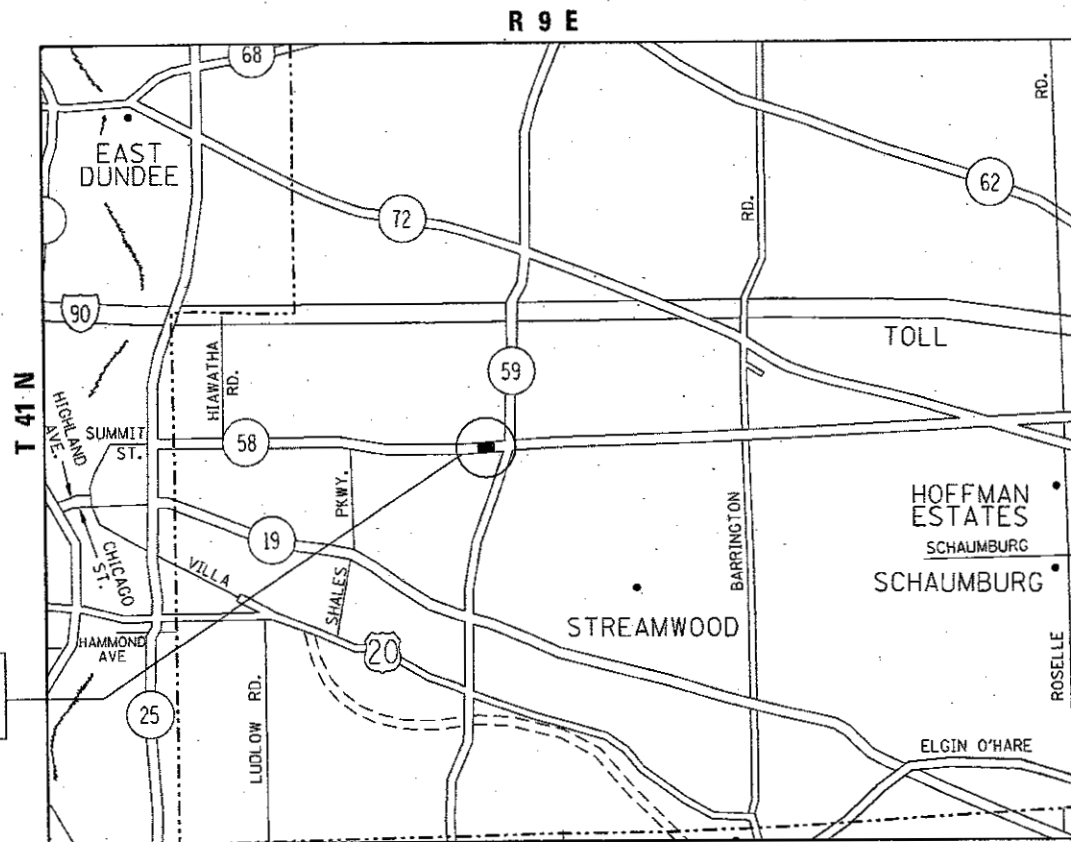 R 9 E
T 41 N
68
EAST
DUNDEE
72
62
RD.
RD.
90
TOLL
59
HIAWATHA
RD.
HIGHLAND
AVE.
SUMMIT
ST.
58
PKWY.
SHALES
BARRINGTON
HOFFMAN
ESTATES
SCHAUMBURG
SCHAUMBURG
19
VILLA
CHICAGO
ST.
STREAMWOOD
HAMMOND
AVE
20
25
LUDLOW RD.
ROSELLE
ELGIN O'HARE